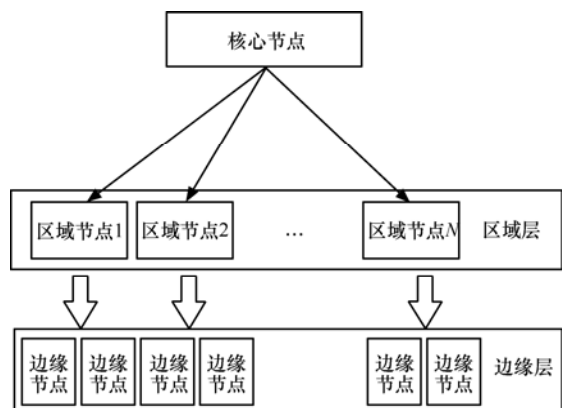 核心节点
区域节点1 区域节点2 … 区域节点N 区域层
边缘 边缘 边缘 边缘 边缘 边缘 边缘层
节点 节点 节点 节点 节点 节点